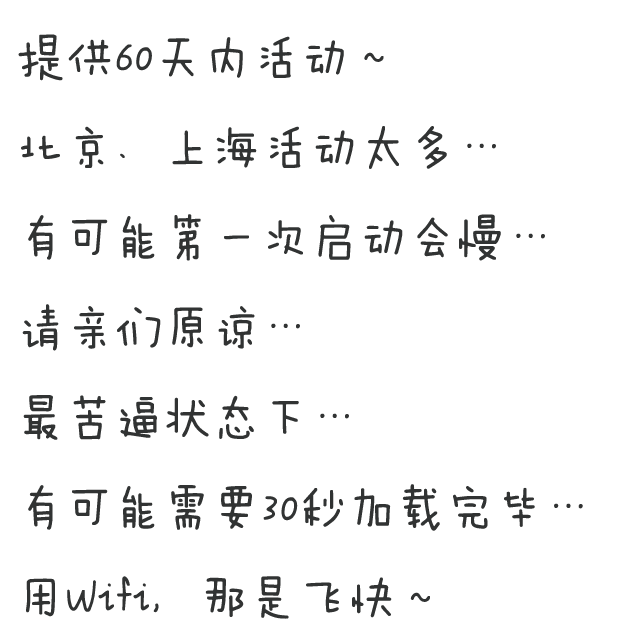 提供60天内活动~
北京、上海活动太多…
有可能第一次启动会慢…
请亲们原谅…
最苦逼状态下…
有可能需要30秒加载完毕…
用Wifi, 那是飞快~